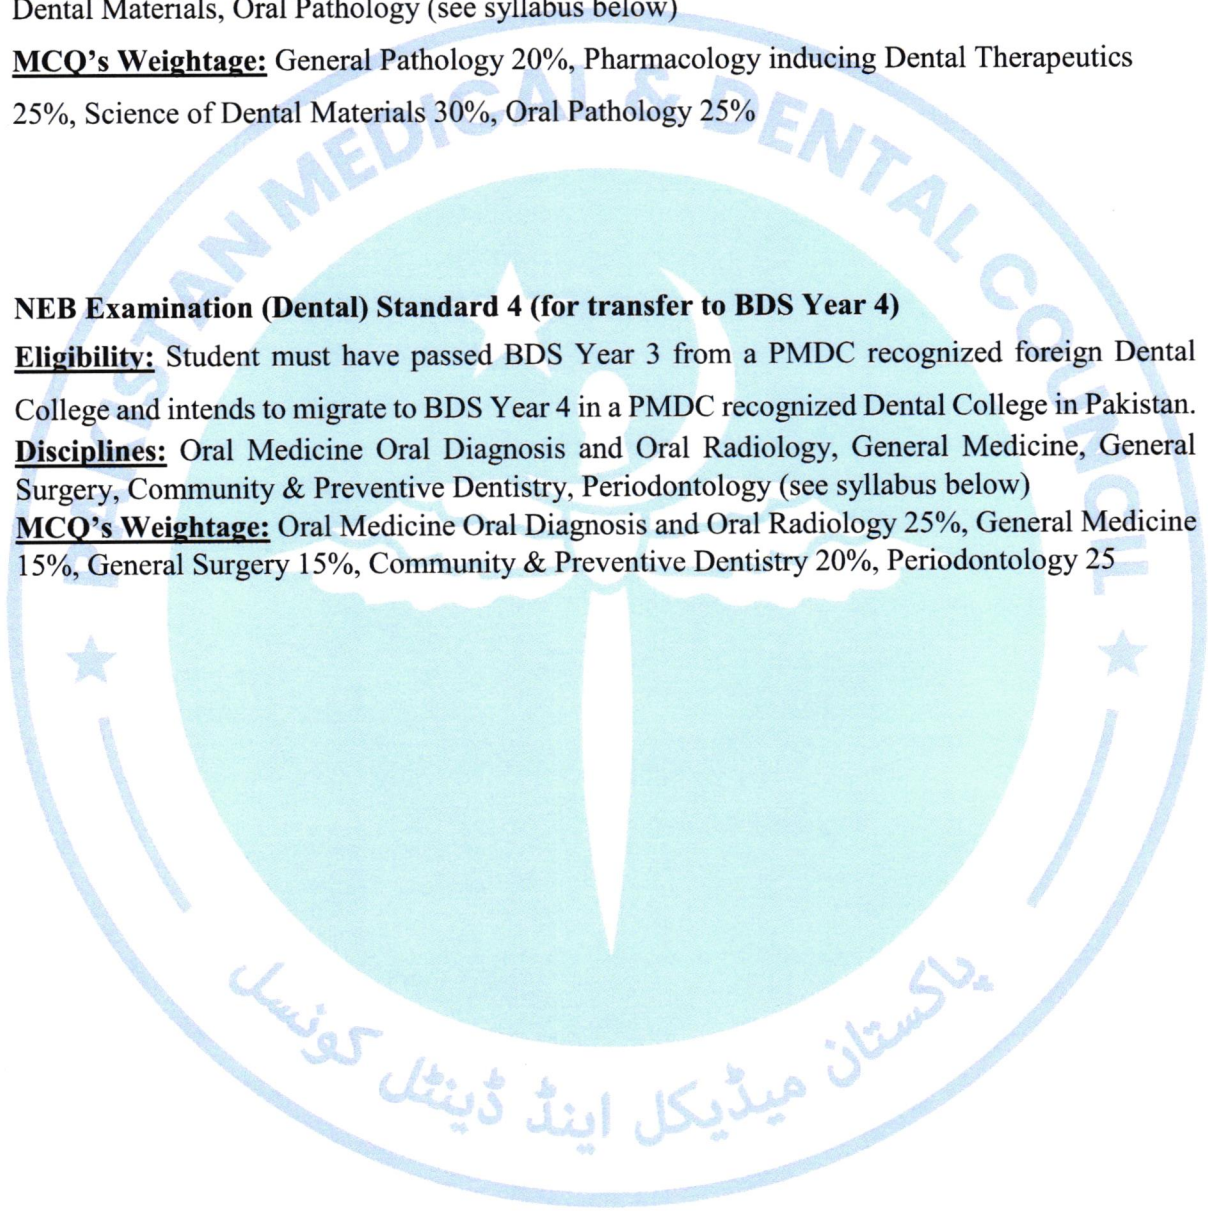 Dental Materials, Oral Pathology (see syllabus below)
MCQ's Weightage: General Pathology 20%, Pharmacology inducing Dental Therapeutics
25%, Science of Dental Materials 30%, Oral Pathology 25%
PAKISTAN MEDICAL & DENTAL COUNCIL
NEB Examination (Dental) Standard 4 (for transfer to BDS Year 4)
Eligibility: Student must have passed BDS Year 3 from a PMDC recognized foreign Dental
College and intends to migrate to BDS Year 4 in a PMDC recognized Dental College in Pakistan.
Disciplines: Oral Medicine Oral Diagnosis and Oral Radiology, General Medicine, General
Surgery, Community & Preventive Dentistry, Periodontology (see syllabus below)
MCQ's Weightage: Oral Medicine Oral Diagnosis and Oral Radiology 25%, General Medicine
15%, General Surgery 15%, Community & Preventive Dentistry 20%, Periodontology 25
پاکستان میڈیکل اینڈ ڈینٹل کونسل